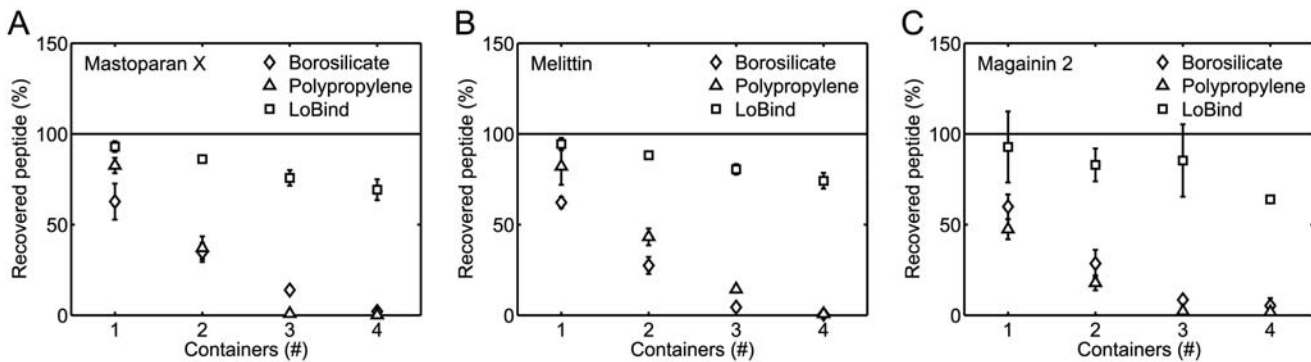 A
150
100
50
0
Recovered peptide (%)
Mastoparan X
Borosilicate
Polypropylene
LoBind
1 2 3 4
Containers (#)
B
150
100
50
0
Recovered peptide (%)
Melittin
Borosilicate
Polypropylene
LoBind
1 2 3 4
Containers (#)
C
150
100
50
0
Recovered peptide (%)
Magainin 2
Borosilicate
Polypropylene
LoBind
1 2 3 4
Containers (#)